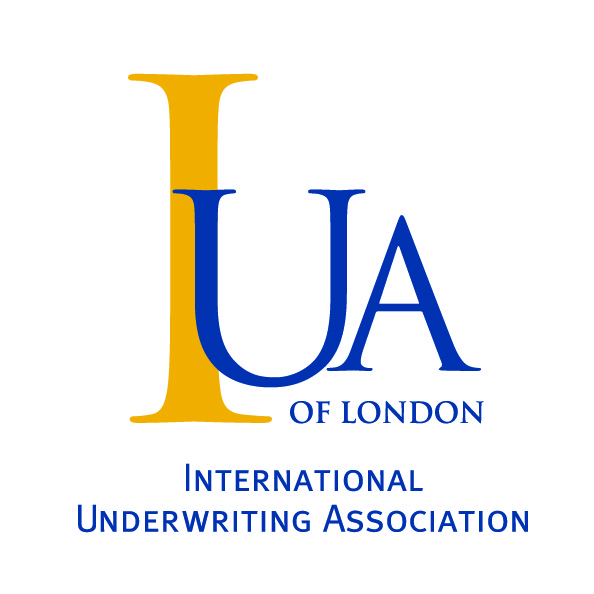 IUA
OF LONDON
INTERNATIONAL
UNDERWRITING ASSOCIATION